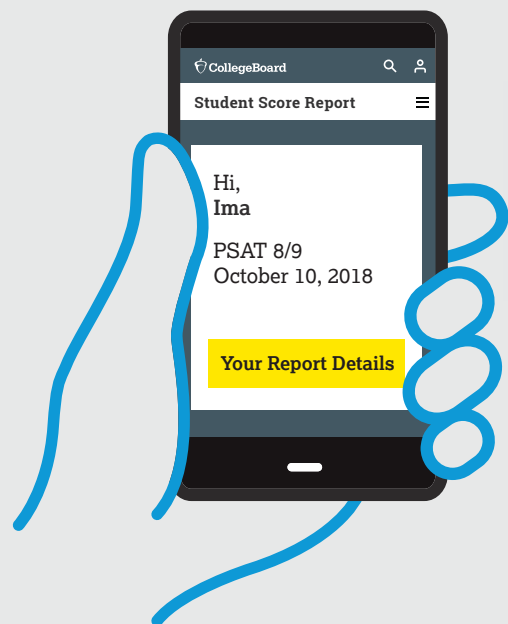 CollegeBoard
Student Score Report
Hi,
Ima
PSAT 8/9
October 10, 2018
Your Report Details